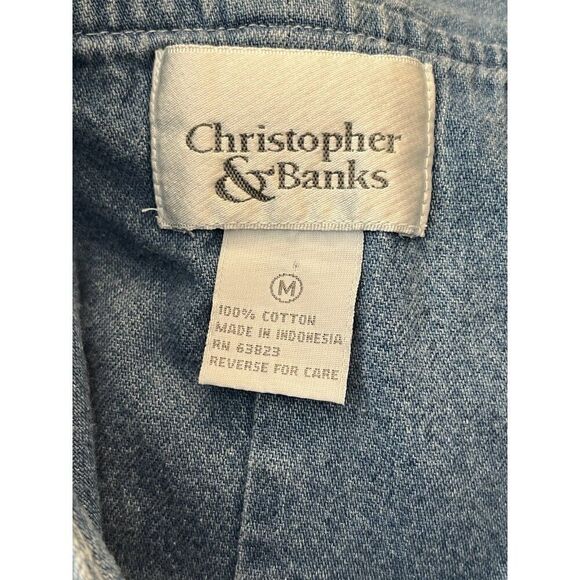 Christopher
& Banks
M
100% COTTON
MADE IN INDONESIA
RN 63823
REVERSE FOR CARE